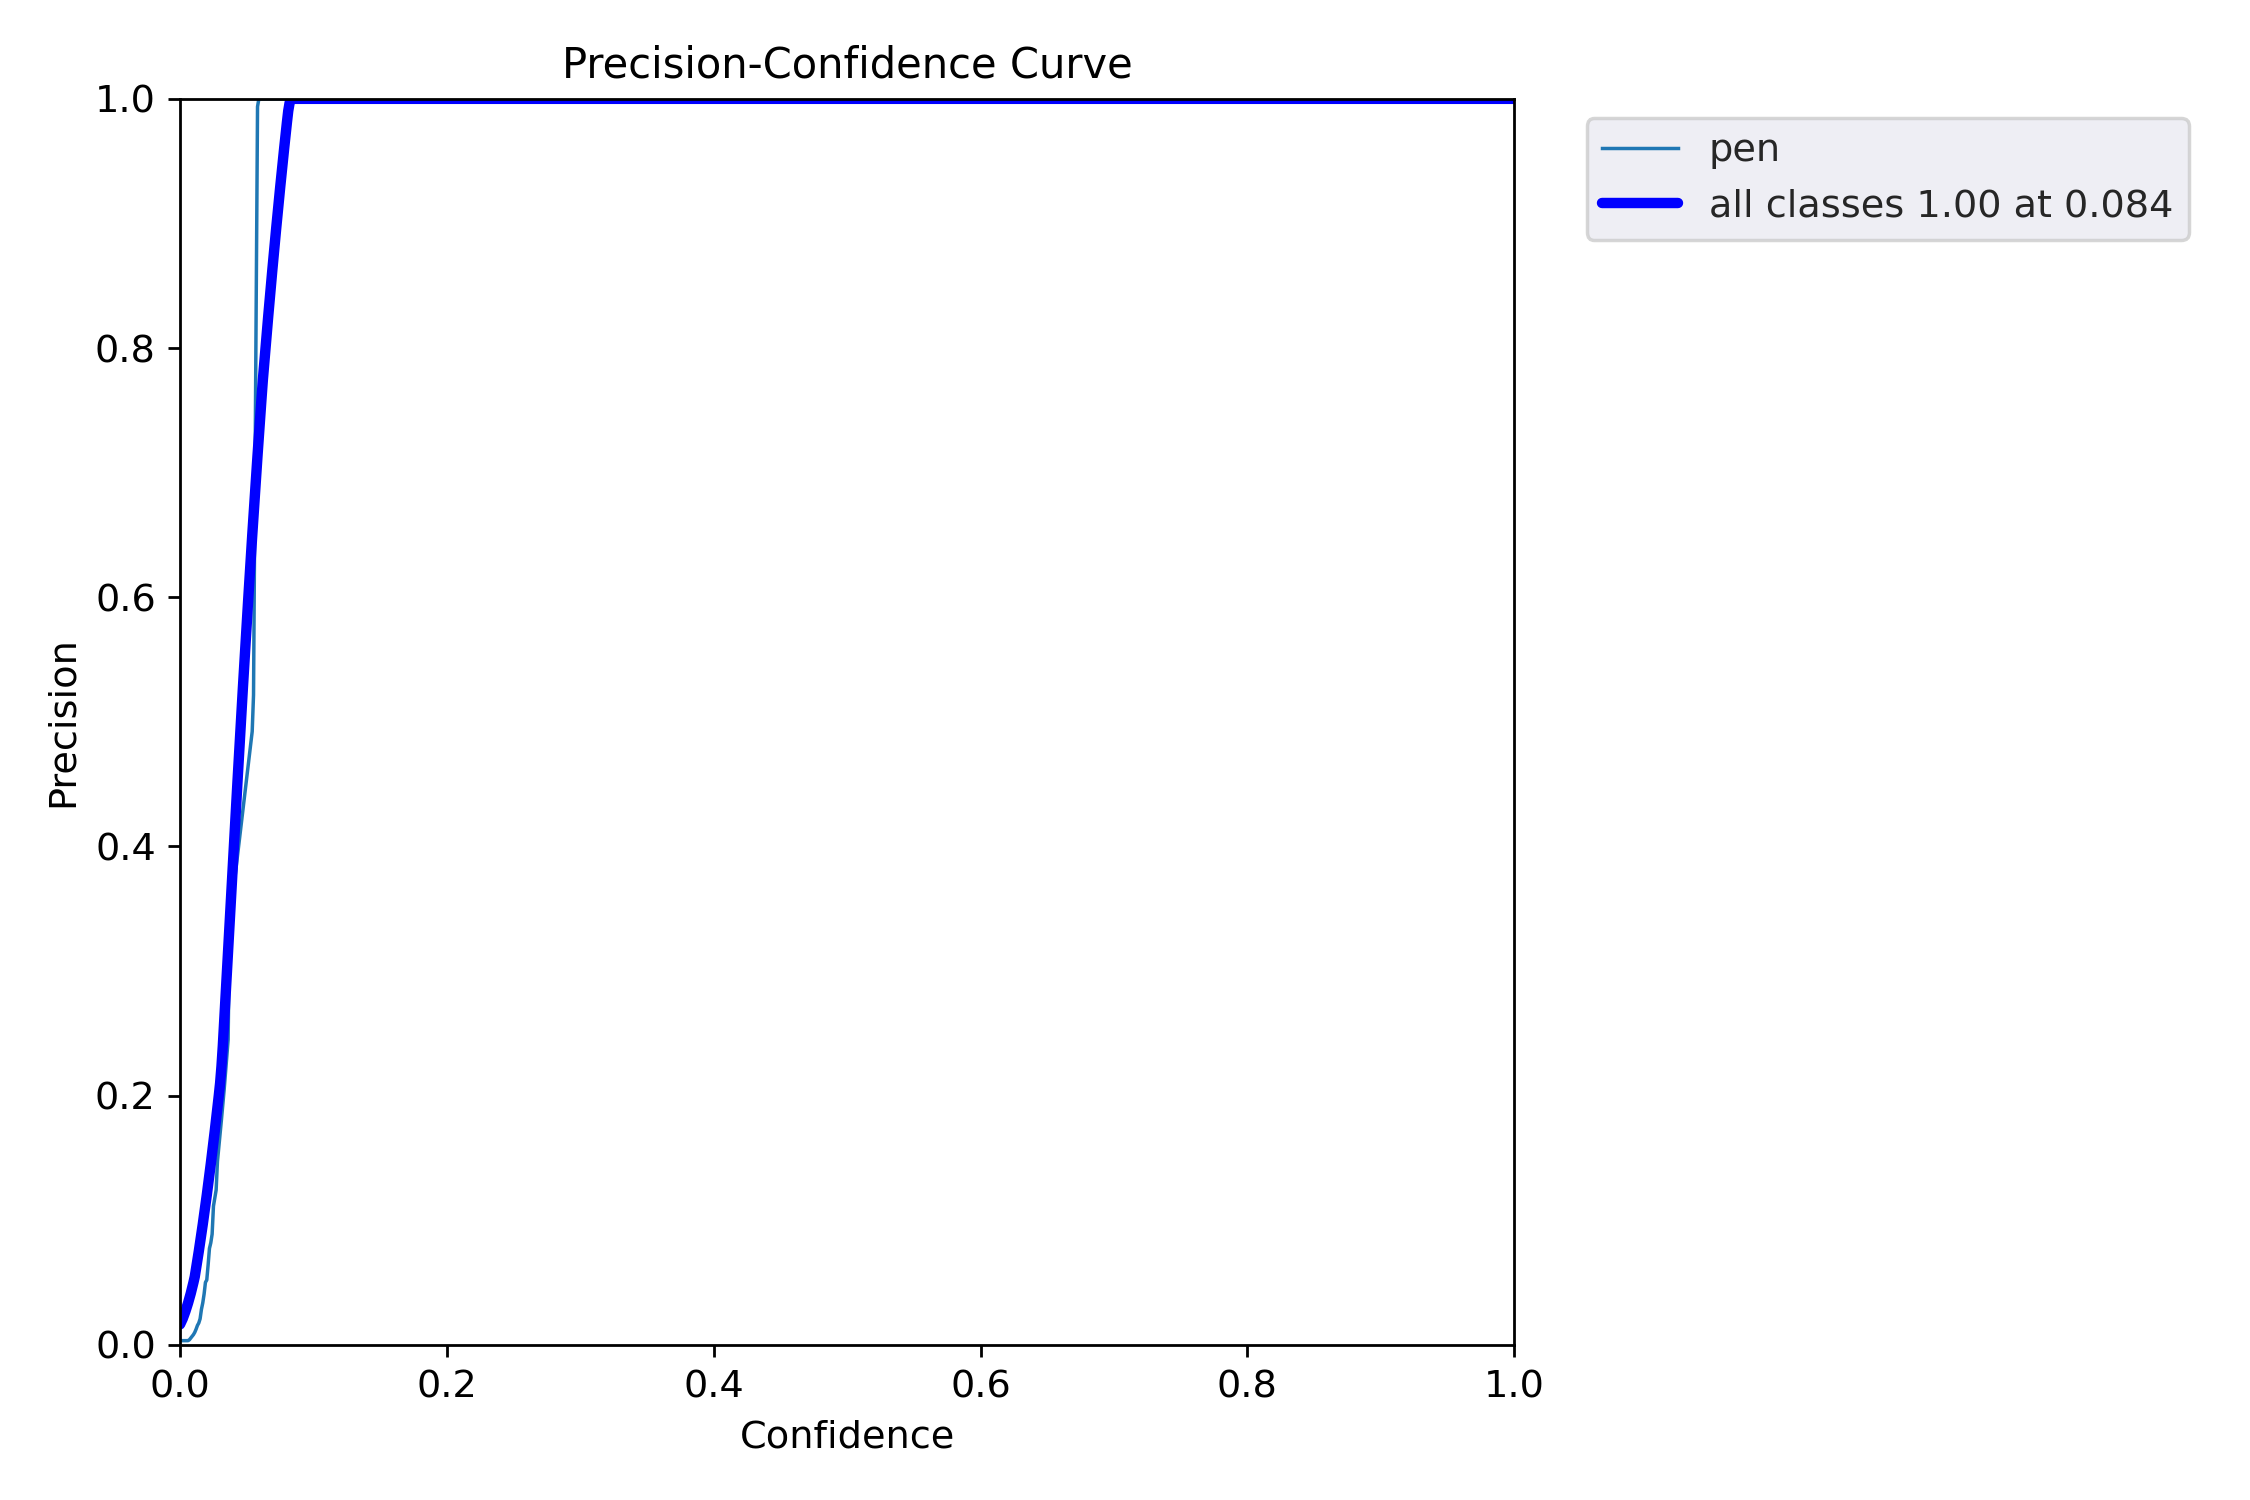 Precision-Confidence Curve
1.0
0.8
0.6
0.4
0.2
0.0
Precision
0.0 0.2 0.4 0.6 0.8 1.0
Confidence
pen
all classes 1.00 at 0.084